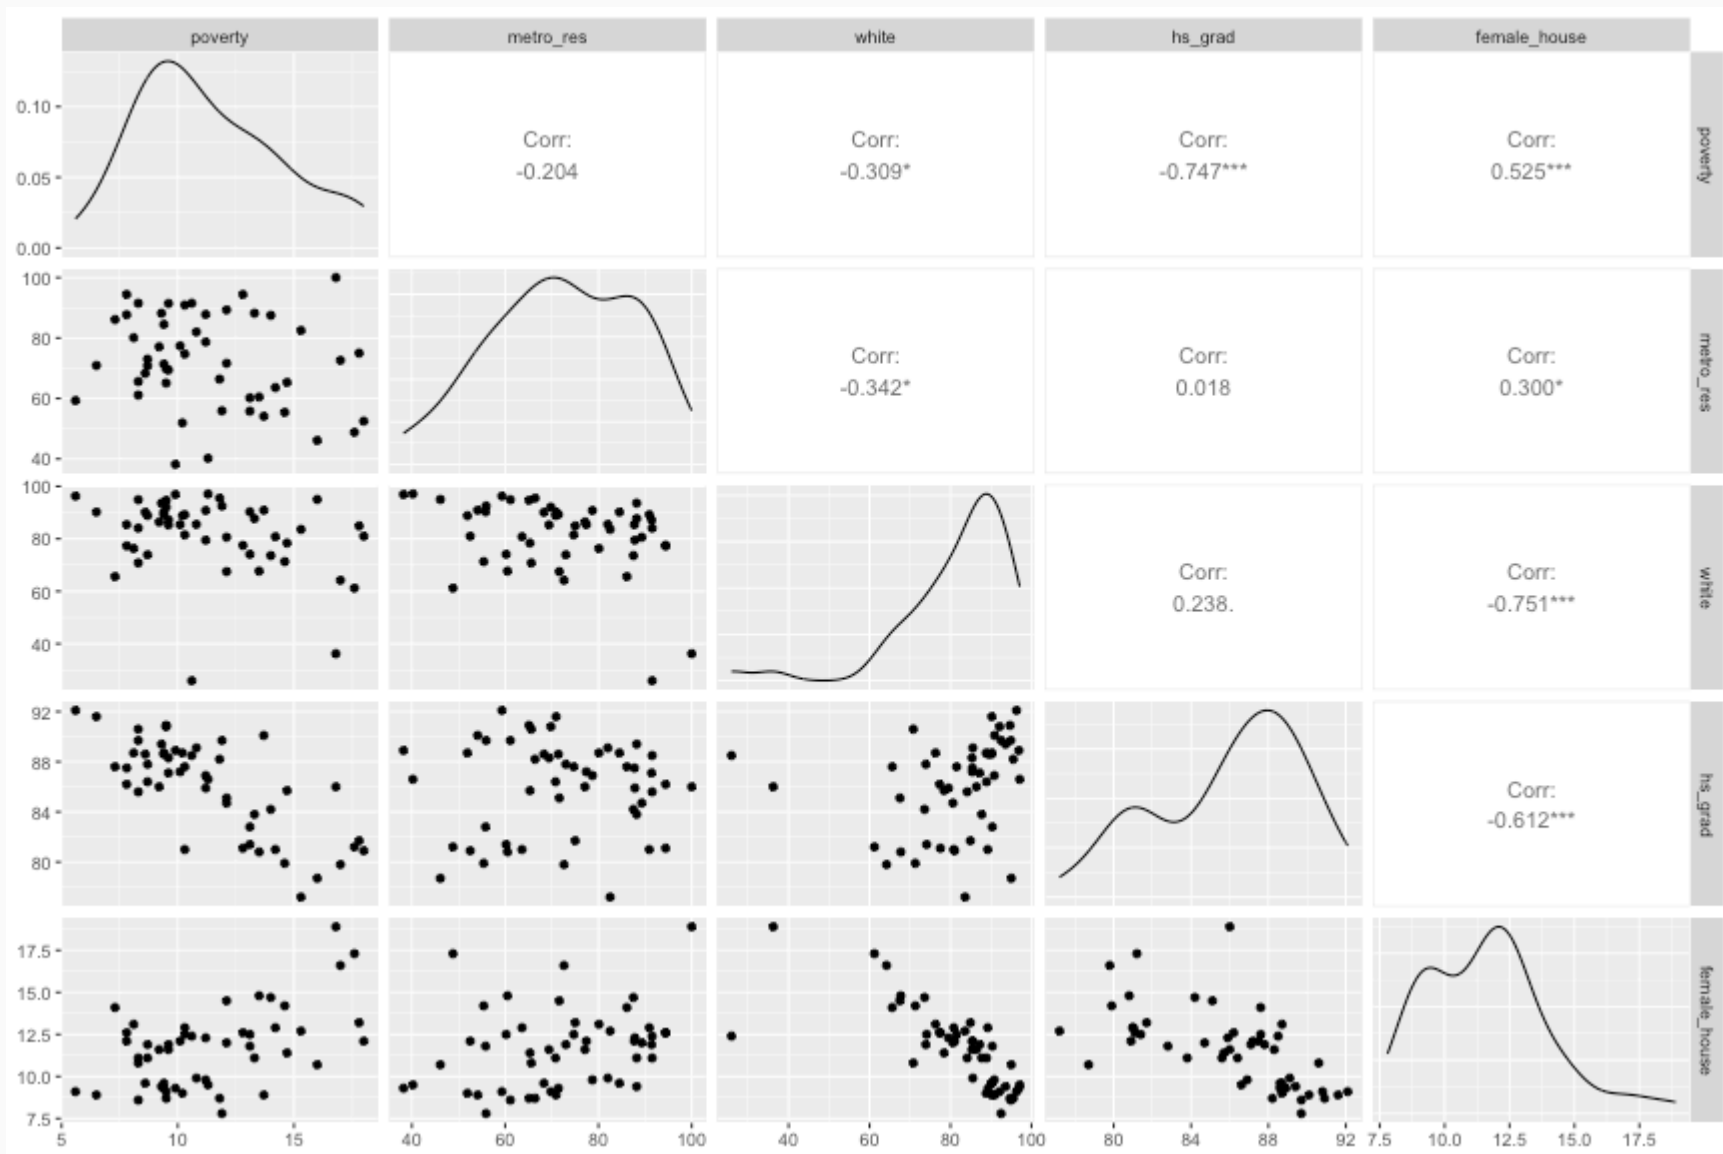 poverty metro_res white hs_grad female_house
0.10
0.05
0.00
Corr: Corr: Corr: Corr:
-0.204 -0.309* -0.747*** 0.525***
poverty
100
80
60
40
Corr: Corr: Corr:
-0.342* 0.018 0.300*
metro_res
100
80
60
40
Corr: Corr:
0.238. -0.751***
white
92
88
84
80
Corr:
-0.612***
hs_grad
17.5
15.0
12.5
10.0
7.5
female_house
5 10 15 40 60 80 100 40 60 80 100 80 84 88 92 7.5 10.0 12.5 15.0 17.5